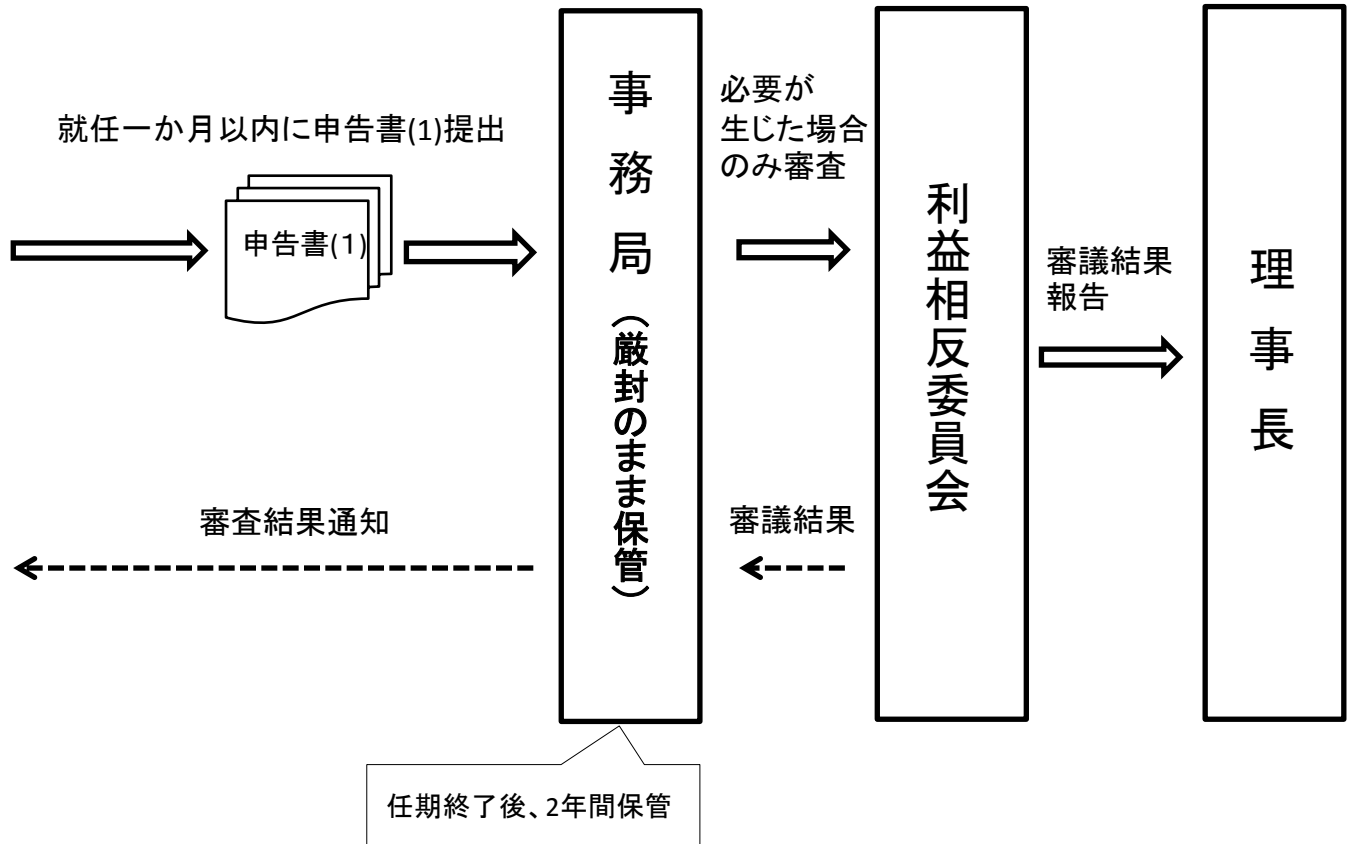 就任一か月以内に申告書(1)提出
申告書(1)
事務局(厳封のまま保管)
必要が
生じた場合
のみ審査
利益相反委員会
審議結果
報告
理事長
審査結果通知
審議結果
任期終了後、2年間保管